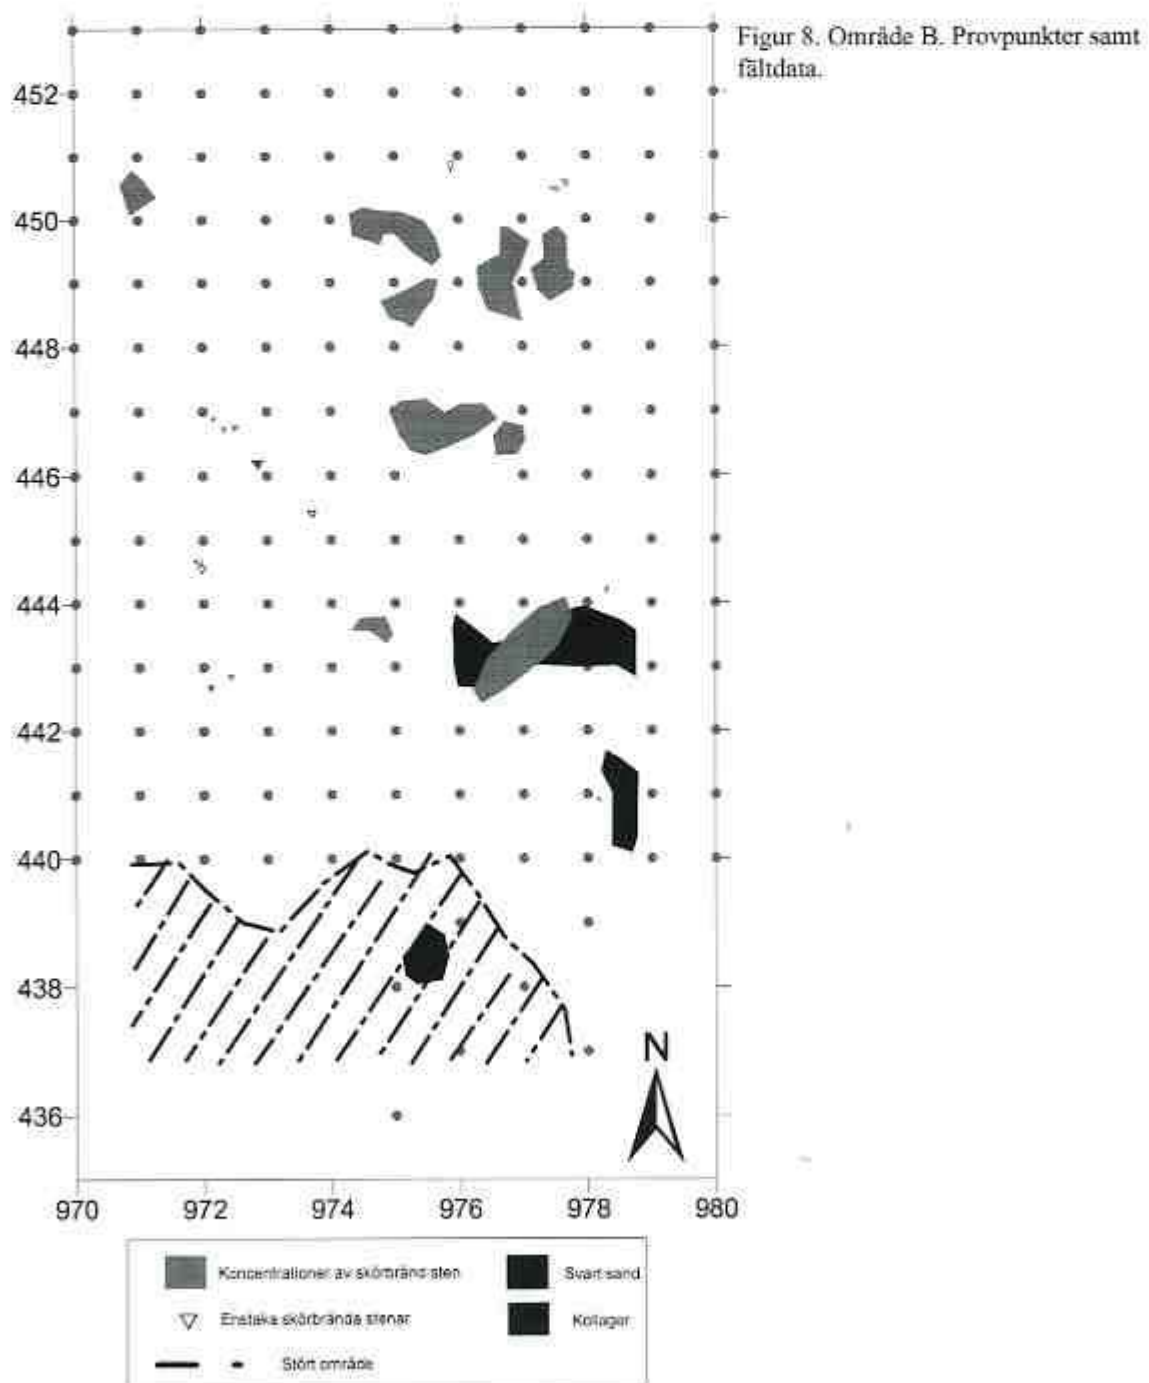 Figur 8. Område B. Provpunkter samt
fältdata.
452
450
448
446
444
442
440
438
436
N
970 972 974 976 978 980
Koncentrationer av skörbränd sten
Svart sand
Enstaka skörbrända stenar
Kollager
Stört område